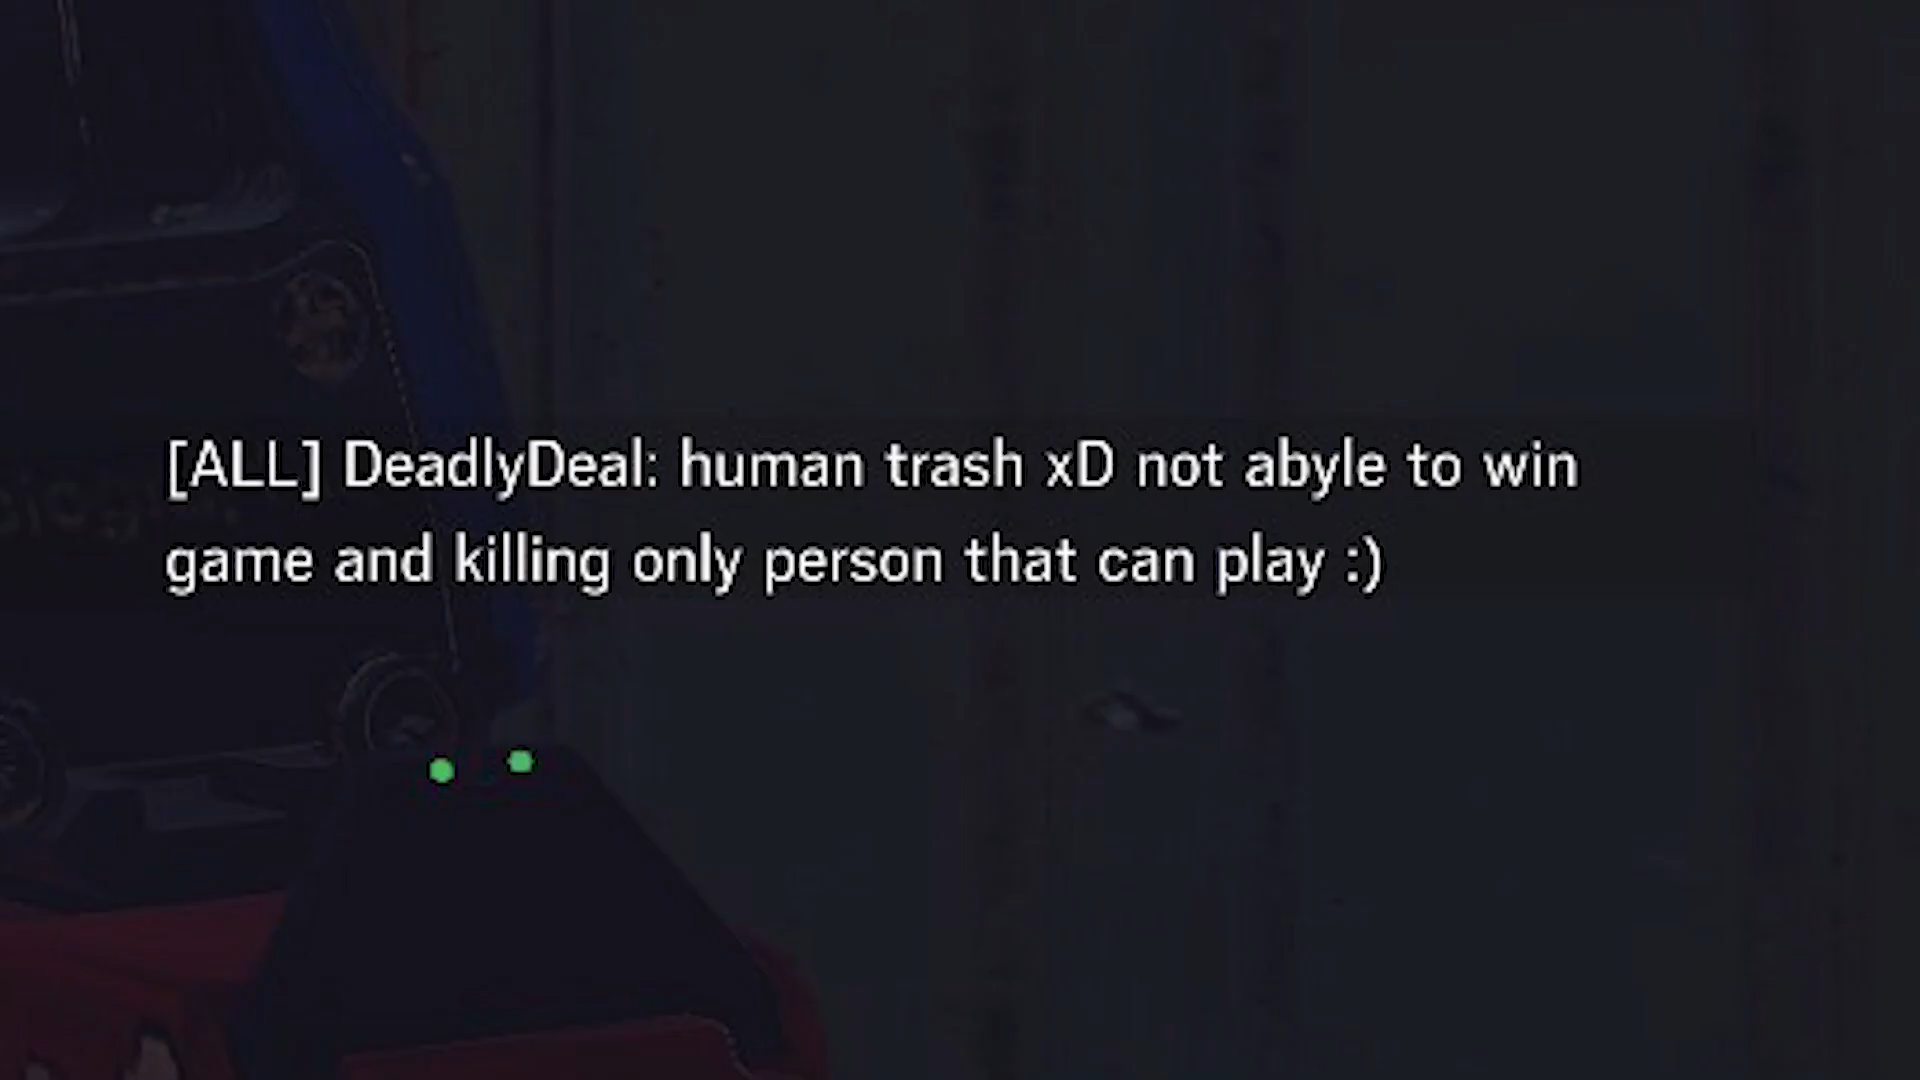 [ALL] DeadlyDeal: human trash xD not abyle to win
game and killing only person that can play :)